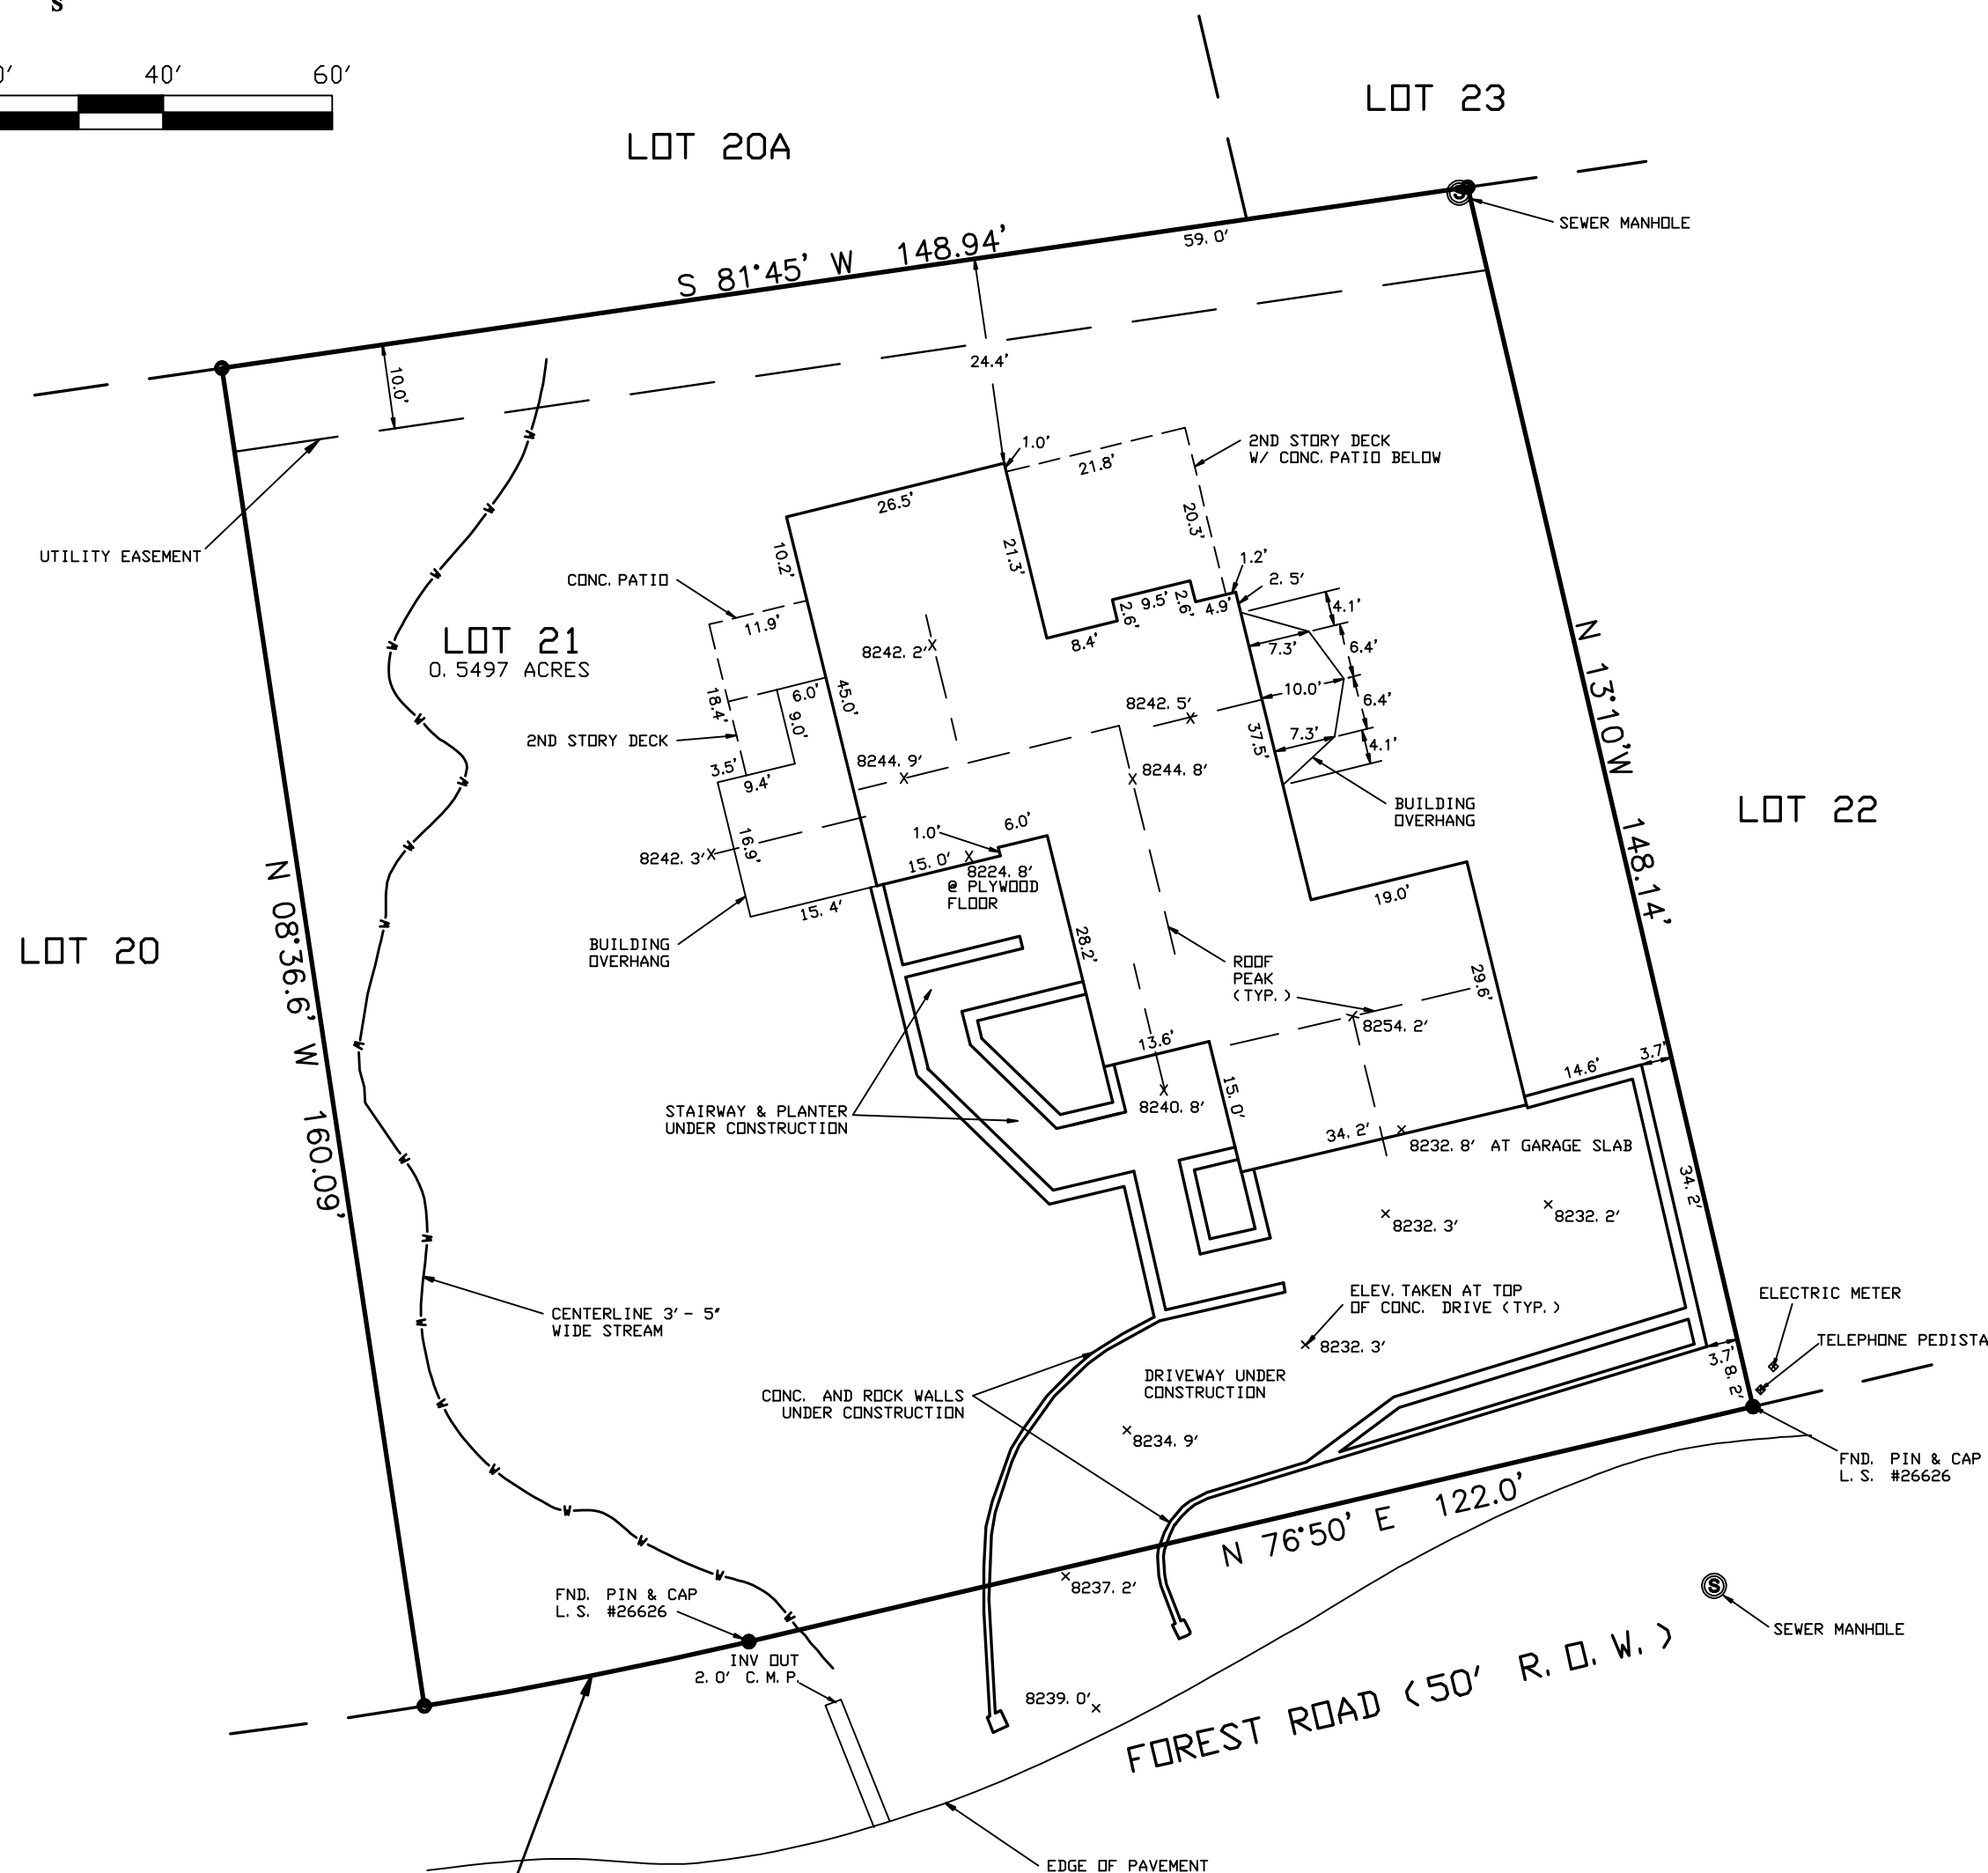 S
40'
60'
LOT 23
LOT 20A
SEWER MANHOLE
S 81°45' W 148.94'
59.0'
24.4'
10.0'
UTILITY EASEMENT
1.0'
21.8'
2ND STORY DECK
W/ CONC. PATIO BELOW
26.5'
20.3'
10.2'
21.3'
CONC. PATIO
11.9'
1.2'
2.5'
9.5'
2.6'
2.6'
4.9'
8.4'
4.1'
7.3'
6.4'
LOT 21
0.5497 ACRES
8242.2'
10.0'
6.4'
6.0'
45.0'
18.4'
9.0'
8242.5'
7.3'
37.5'
4.1'
2ND STORY DECK
N 13°10'W 148.14'
3.5'
9.4'
8244.9'
8244.8'
BUILDING
OVERHANG
LOT 22
1.0'
6.0'
8242.3'
16.9'
15.0'
8224.8'
@ PLYWOOD
FLOOR
19.0'
15.4'
N 08°36.6' W 160.09'
LOT 20
BUILDING
OVERHANG
28.2'
ROOF
PEAK
(TYP.)
29.6'
8254.2'
13.6'
14.6'
3.7'
STAIRWAY & PLANTER
UNDER CONSTRUCTION
8240.8'
15.0'
34.2'
8232.8' AT GARAGE SLAB
34.2'
8232.3'
8232.2'
ELEV. TAKEN AT TOP
OF CONC. DRIVE (TYP.)
ELECTRIC METER
CENTERLINE 3' - 5'
WIDE STREAM
8232.3'
TELEPHONE PEDISTA
3.7'
8.2'
DRIVEWAY UNDER
CONSTRUCTION
CONC. AND ROCK WALLS
UNDER CONSTRUCTION
8234.9'
FND. PIN & CAP
L.S. #26626
N 76°50' E 122.0'
FND. PIN & CAP
L.S. #26626
8237.2'
S
SEWER MANHOLE
INV OUT
2.0' C.M.P.
8239.0'
FOREST ROAD (50' R.O.W.)
EDGE OF PAVEMENT